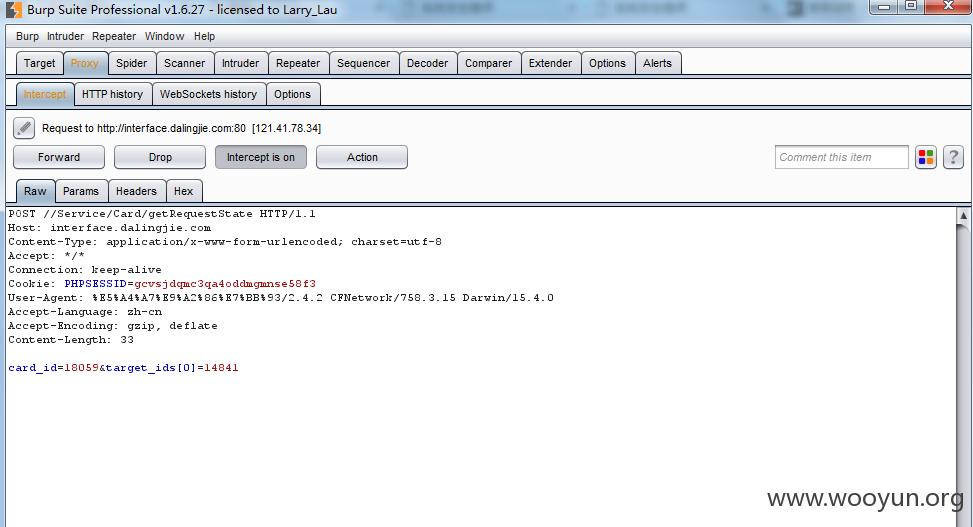 Burp Suite Professional v1.6.27 - licensed to Larry_Lau
Burp Intruder Repeater Window Help
Target Proxy Spider Scanner Intruder Repeater Sequencer Decoder Comparer Extender Options Alerts
Intercept HTTP history WebSockets history Options
Request to http://interface.dalingjie.com:80 [121.41.78.34]
Forward Drop Intercept is on Action Comment this item ?
Raw Params Headers Hex
POST //Service/Card/getRequestState HTTP/1.1
Host: interface.dalingjie.com
Content-Type: application/x-www-form-urlencoded; charset=utf-8
Accept: */*
Connection: keep-alive
Cookie: PHPSESSID=gcvsjdqmc3qa4oddmgmnse58f3
User-Agent: %E5%A4%A7%E9%A2%86%E7%BB%93/2.4.2 CFNetwork/758.3.15 Darwin/15.4.0
Accept-Language: zh-cn
Accept-Encoding: gzip, deflate
Content-Length: 33
card_id=18059&target_ids[0]=14841
www.wooyun.org